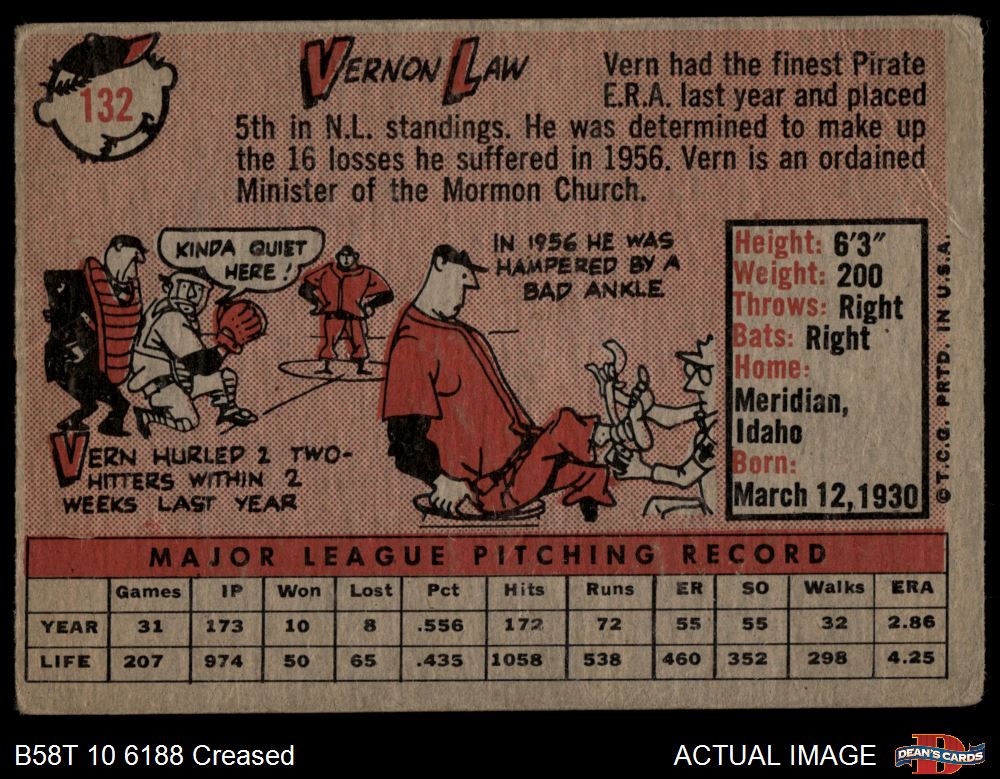 132
VERNON LAW
Vern had the finest Pirate
E.R.A. last year and placed
5th in N.L. standings. He was determined to make up
the 16 losses he suffered in 1956. Vern is an ordained
Minister of the Mormon Church.
KINDA QUIET
HERE!
IN 1956 HE WAS
HAMPERED BY A
BAD ANKLE
VERN HURLED 2 TWO-
HITTERS WITHIN 2
WEEKS LAST YEAR
Height: 6'3"
Weight: 200
Throws: Right
Bats: Right
Home:
Meridian,
Idaho
Born:
March 12, 1930
© T.C.G. PRTD. IN U.S.A.
MAJOR LEAGUE PITCHING RECORD
Games IP Won Lost Pct Hits Runs ER SO Walks ERA
YEAR 31 173 10 8 .556 172 72 55 55 32 2.86
LIFE 207 974 50 65 .435 1058 538 460 352 298 4.25
B58T 10 6188 Creased
ACTUAL IMAGE
DEAN'S CARDS